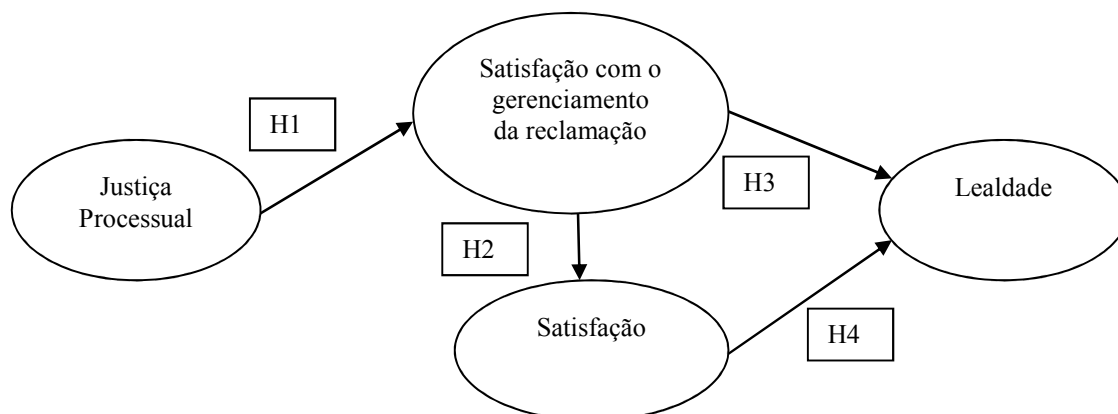 Satisfação com o
gerenciamento
da reclamação
H1
Justiça
Processual
H3
Lealdade
H2
Satisfação
H4